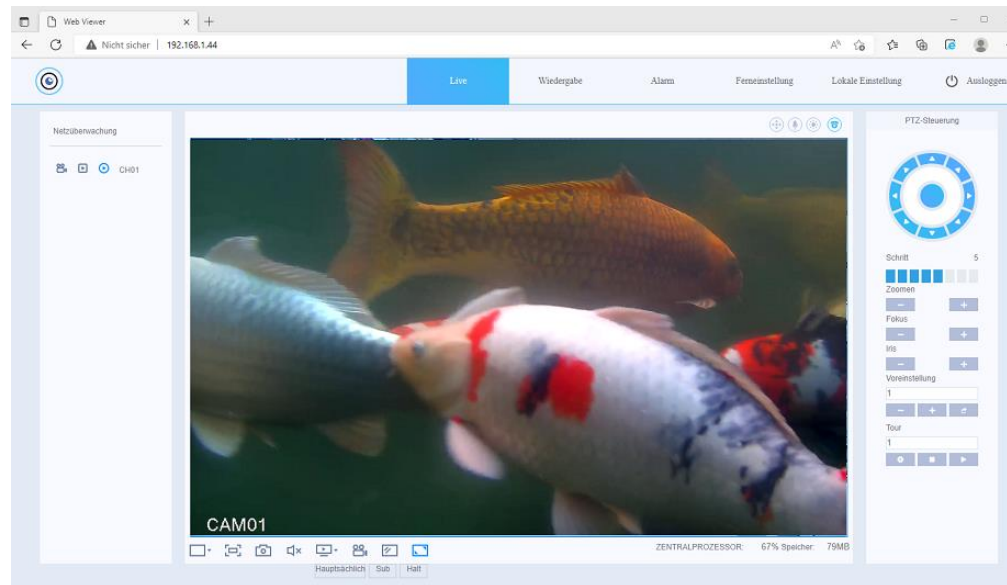 Web Viewer
Nicht sicher 192.168.1.44
Live Wiedergabe Alarm Ferneinstellung Lokale Einstellung Ausloggen
Netzüberwachung
PTZ-Steuerung
CH01
Schritt 5
Zoomen
Fokus
Iris
Voreinstellung
1
Tour
1
CAM01
ZENTRALPROZESSOR: 67% Speicher: 79MB
Hauptsächlich Sub Halt